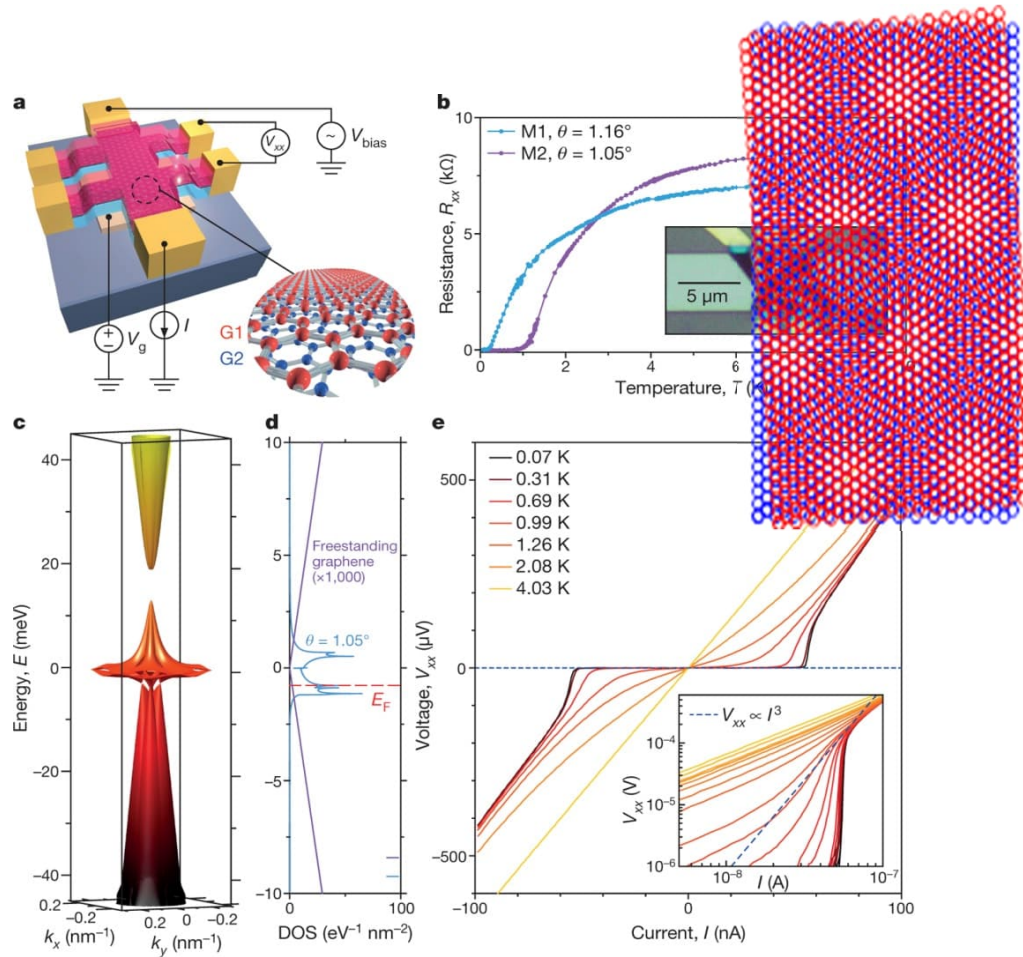 a
V_xx
~
V_bias
+
−
V_g
I
G1
G2
b
Resistance, R_xx (kΩ)
10
5
0
M1, θ = 1.16°
M2, θ = 1.05°
5 μm
0
2
4
6
Temperature, T (K
c
Energy, E (meV)
40
20
0
−20
−40
0.2
−0.2
0.2
0
−0.2
k_x (nm⁻¹)
k_y (nm⁻¹)
d
10
5
0
−5
−10
Freestanding
graphene
(×1,000)
θ = 1.05°
E_F
0
100
DOS (eV⁻¹ nm⁻²)
e
Voltage, V_xx (μV)
500
0
−500
0.07 K
0.31 K
0.69 K
0.99 K
1.26 K
2.08 K
4.03 K
V_xx ∝ I³
V_xx (V)
10⁻⁴
10⁻⁵
10⁻⁶
10⁻⁸
10⁻⁷
I (A)
−100
0
100
Current, I (nA)